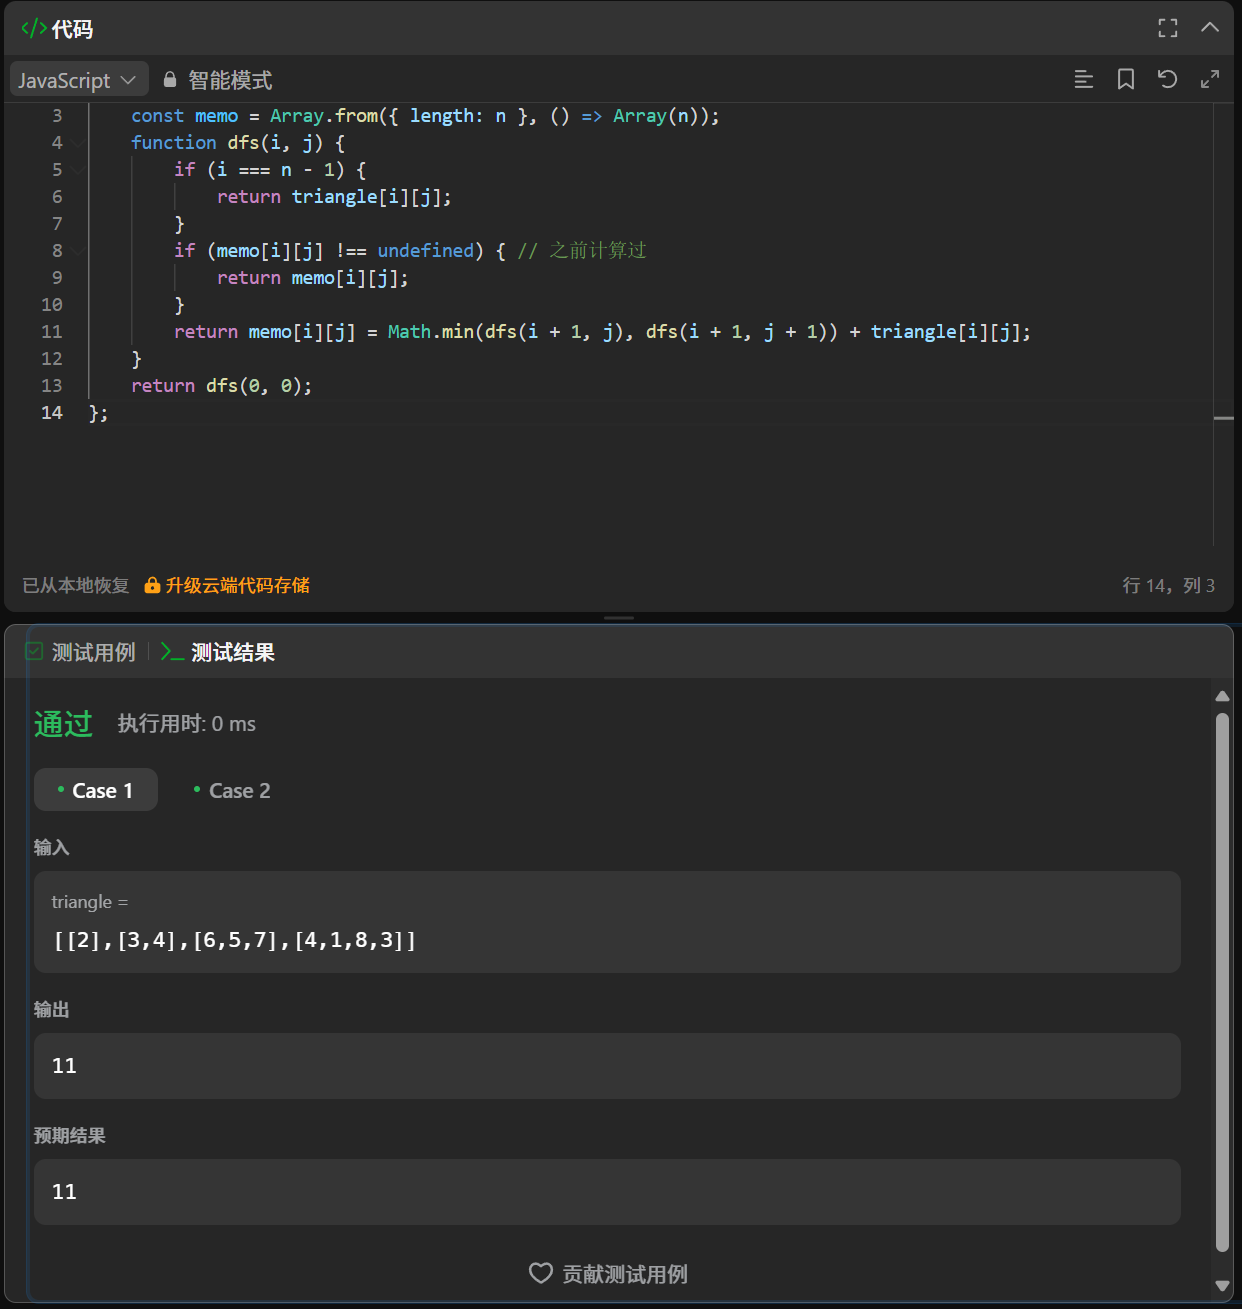 </> 代码
JavaScript 智能模式
3 const memo = Array.from({ length: n }, () => Array(n));
4 function dfs(i, j) {
5 if (i === n - 1) {
6 return triangle[i][j];
7 }
8 if (memo[i][j] !== undefined) { // 之前计算过
9 return memo[i][j];
10 }
11 return memo[i][j] = Math.min(dfs(i + 1, j), dfs(i + 1, j + 1)) + triangle[i][j];
12 }
13 return dfs(0, 0);
14 };
已从本地恢复 升级云端代码存储 行 14，列 3
测试用例 >_ 测试结果
通过 执行用时: 0 ms
Case 1 Case 2
输入
triangle =
[[2],[3,4],[6,5,7],[4,1,8,3]]
输出
11
预期结果
11
贡献测试用例